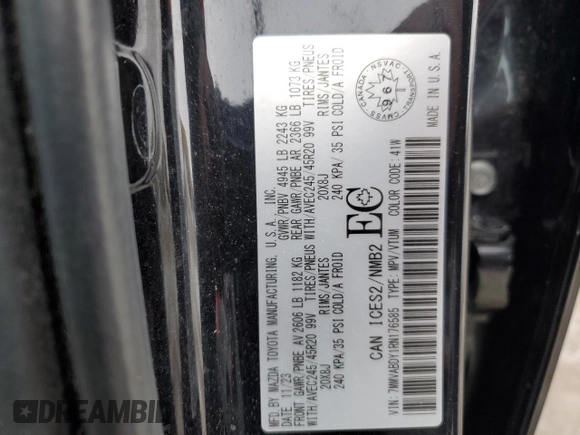 MFD. BY MAZDA TOYOTA MANUFACTURING, U.S.A. INC.
DATE 11/23 GVWR/PNBV 4945 LB 2243 KG
FRONT GAWR/PNBE AV 2606 LB 1182 KG REAR GAWR/PNBE AR 2366 LB 1073 KG
WITH/AVEC245/45R20 99V TIRES/PNEUS WITH/AVEC245/45R20 99V TIRES/PNEUS
20X8J RIMS/JANTES 20X8J RIMS/JANTES
240 KPA/35 PSI COLD/A FROID 240 KPA/ 35 PSI COLD/A FROID
CAN ICES2/NMB2 EC
VIN: 7MMVABDY1RN176585 TYPE: MPV/VTUM COLOR CODE: 41W MADE IN U.S.A.
CANADA NSVAC CMVSS
967
DREAMBID